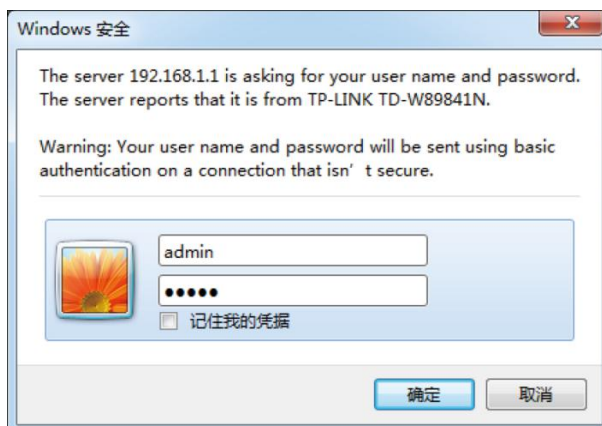 Windows 安全
The server 192.168.1.1 is asking for your user name and password.
The server reports that it is from TP-LINK TD-W89841N.
Warning: Your user name and password will be sent using basic
authentication on a connection that isn' t secure.
admin
●●●●●
记住我的凭据
确定
取消